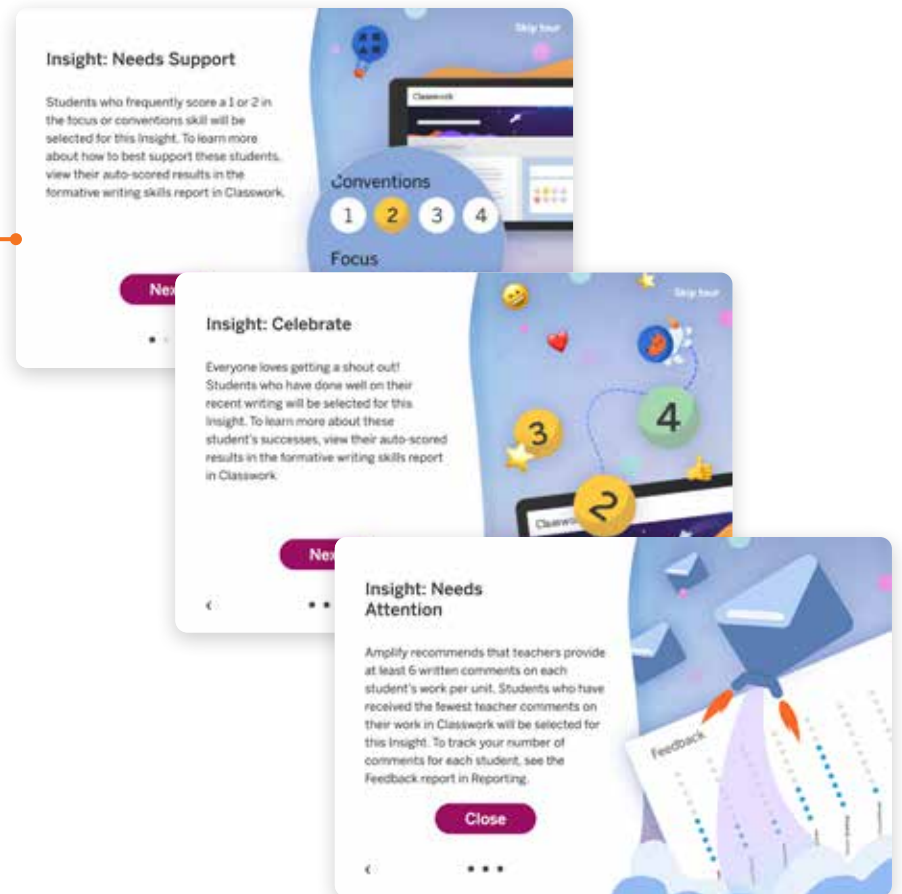 Skip tour
Insight: Needs Support
Students who frequently score a 1 or 2 in
the focus or conventions skill will be
selected for this Insight. To learn more
about how to best support these students,
view their auto-scored results in the
formative writing skills report in Classwork.
Classwork
Conventions
1 2 3 4
Focus
Nex
Skip tour
Insight: Celebrate
Everyone loves getting a shout out!
Students who have done well on their
recent writing will be selected for this
Insight. To learn more about these
student's successes, view their auto-scored
results in the formative writing skills report
in Classwork
3
4
2
Classwo
Nex
Insight: Needs
Attention
Amplify recommends that teachers provide
at least 6 written comments on each
student's work per unit. Students who have
received the fewest teacher comments on
their work in Classwork will be selected for
this Insight. To track your number of
comments for each student, see the
Feedback report in Reporting.
Feedback
Close